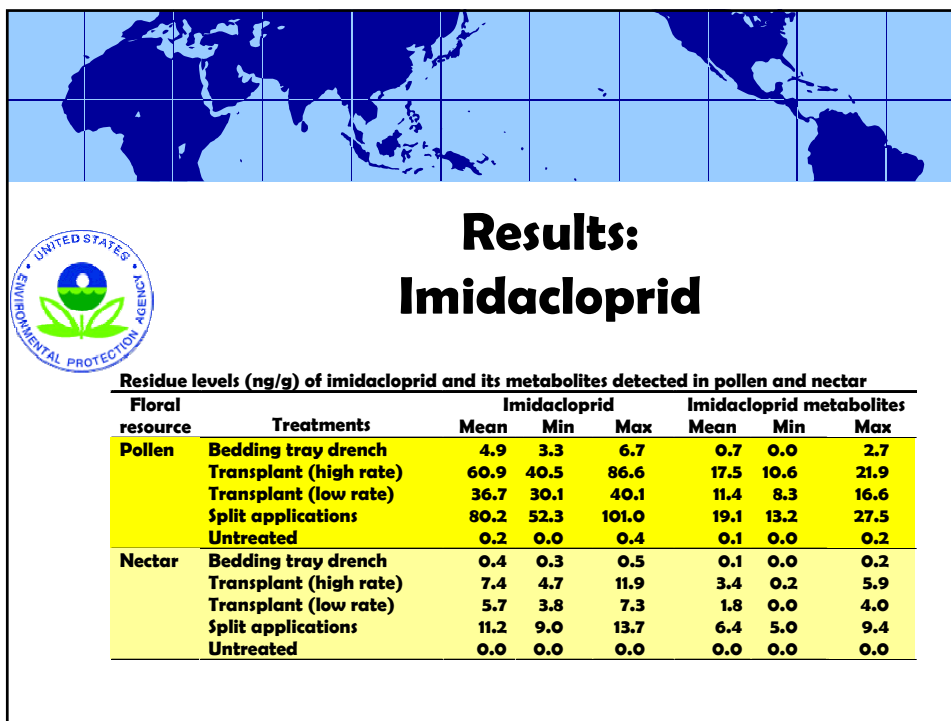 Results:
Imidacloprid
UNITED STATES
ENVIRONMENTAL PROTECTION AGENCY
Residue levels (ng/g) of imidacloprid and its metabolites detected in pollen and nectar
Floral Imidacloprid Imidacloprid metabolites
resource Treatments Mean Min Max Mean Min Max
Pollen Bedding tray drench 4.9 3.3 6.7 0.7 0.0 2.7
Transplant (high rate) 60.9 40.5 86.6 17.5 10.6 21.9
Transplant (low rate) 36.7 30.1 40.1 11.4 8.3 16.6
Split applications 80.2 52.3 101.0 19.1 13.2 27.5
Untreated 0.2 0.0 0.4 0.1 0.0 0.2
Nectar Bedding tray drench 0.4 0.3 0.5 0.1 0.0 0.2
Transplant (high rate) 7.4 4.7 11.9 3.4 0.2 5.9
Transplant (low rate) 5.7 3.8 7.3 1.8 0.0 4.0
Split applications 11.2 9.0 13.7 6.4 5.0 9.4
Untreated 0.0 0.0 0.0 0.0 0.0 0.0